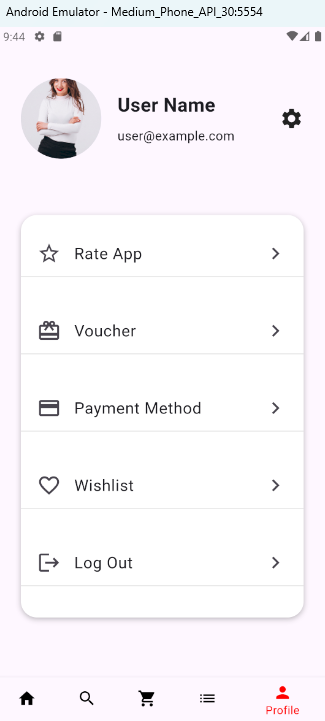 Android Emulator - Medium_Phone_API_30:5554
9:44
User Name
user@example.com
Rate App
Voucher
Payment Method
Wishlist
Log Out
Profile